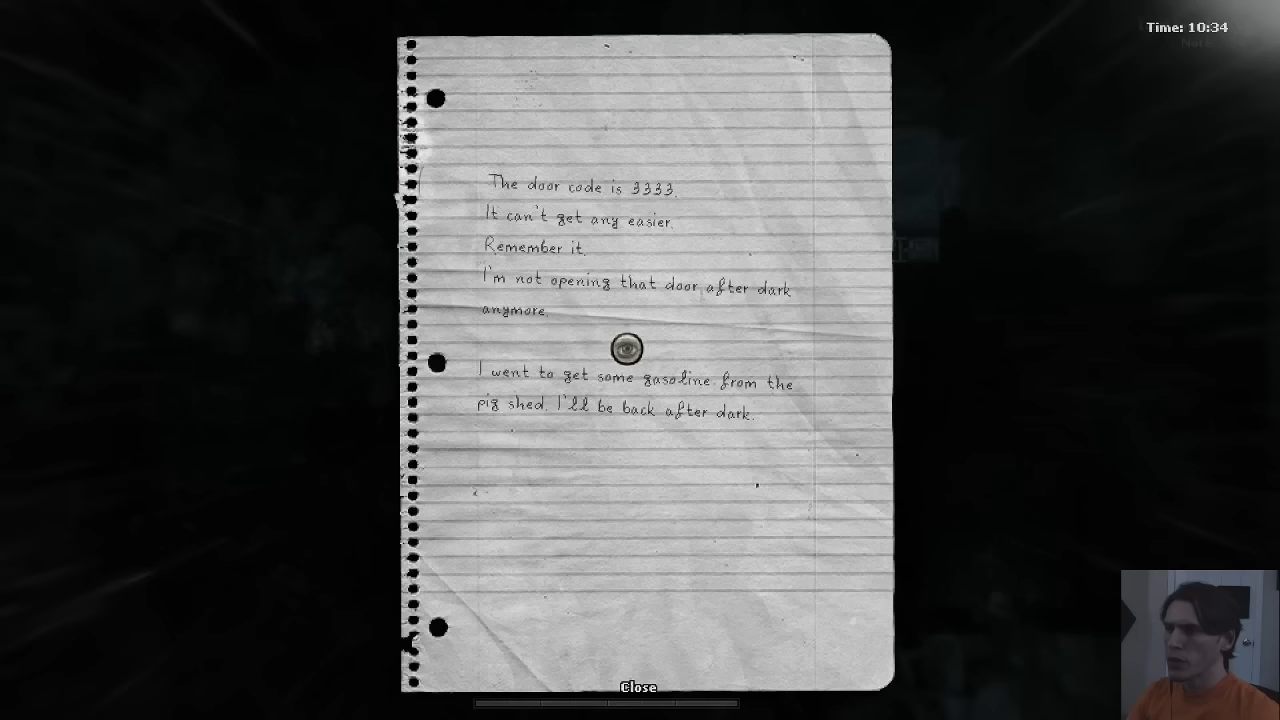 Time: 10:34
The door code is 3333.
It can't get any easier.
Remember it.
I'm not opening that door after dark
anymore.
I went to get some gasoline from the
pig shed. I'll be back after dark.
Close